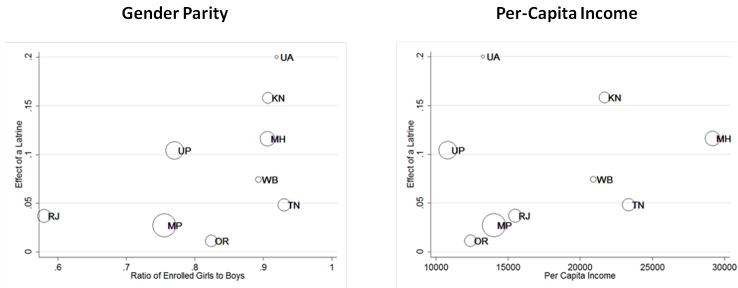 Gender Parity
.2
.15
.1
.05
0
Effect of a Latrine
UA
KN
MH
UP
WB
TN
RJ
MP
OR
.6 .7 .8 .9 1
Ratio of Enrolled Girls to Boys
Per-Capita Income
.2
.15
.1
.05
0
Effect of a Latrine
UA
KN
MH
UP
WB
TN
RJ
MP
OR
10000 15000 20000 25000 30000
Per Capita Income